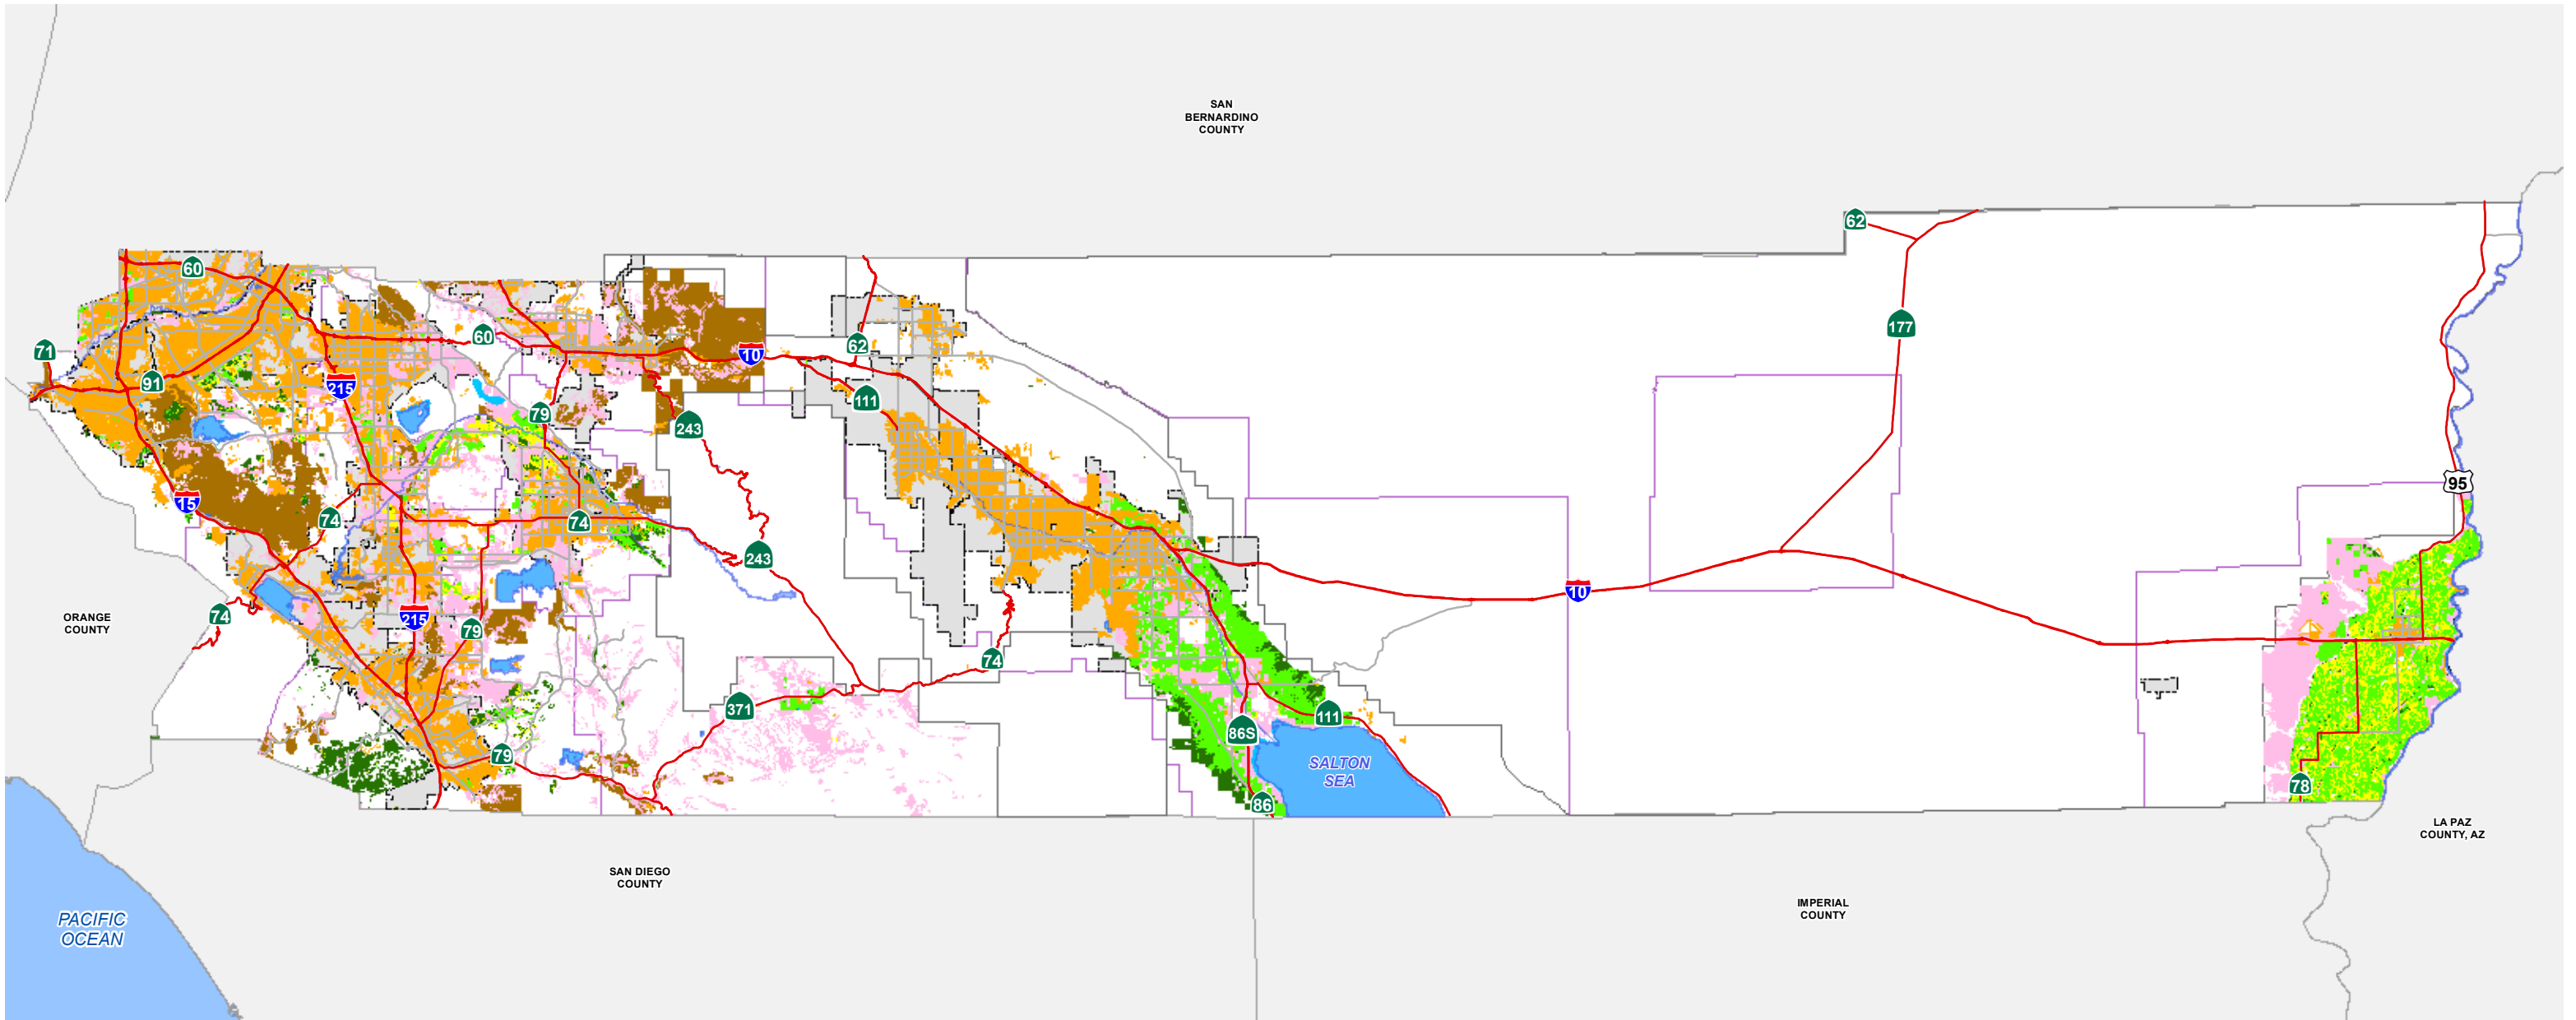 SAN
BERNARDINO
COUNTY
62
60
177
60
62
71
10
91
215
111
79
243
95
15
74
74
243
10
ORANGE
COUNTY
74
215
79
74
371
111
86S
79
SALTON
SEA
78
86
LA PAZ
COUNTY, AZ
SAN DIEGO
COUNTY
IMPERIAL
COUNTY
PACIFIC
OCEAN